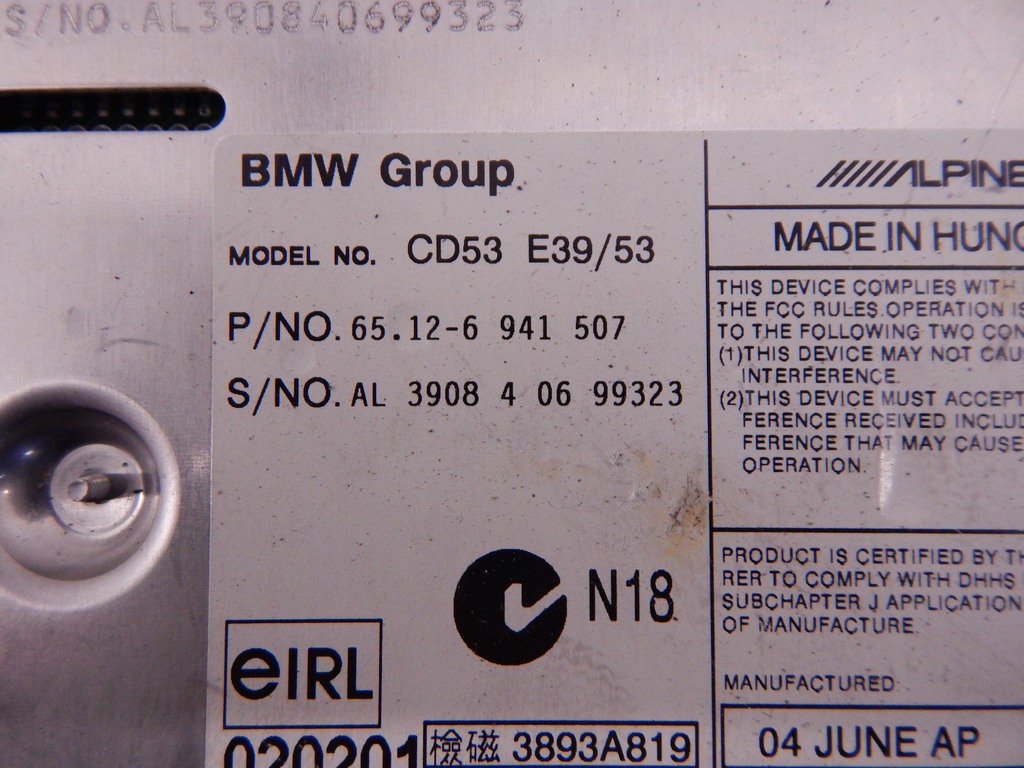 S/NO.AL390840699323
BMW Group
MODEL NO. CD53 E39/53
P/NO. 65.12-6 941 507
S/NO. AL 3908 4 06 99323
N18
eIRL
020201
檢磁 3893A819
ALPINE
MADE IN HUNG
THIS DEVICE COMPLIES WITH
THE FCC RULES.OPERATION IS
TO THE FOLLOWING TWO CON
(1)THIS DEVICE MAY NOT CAU
INTERFERENCE.
(2)THIS DEVICE MUST ACCEPT
FERENCE RECEIVED INCLUD
FERENCE THAT MAY CAUSE
OPERATION.
PRODUCT IS CERTIFIED BY TH
RER TO COMPLY WITH DHHS
SUBCHAPTER J APPLICATION
OF MANUFACTURE.
MANUFACTURED
04 JUNE AP